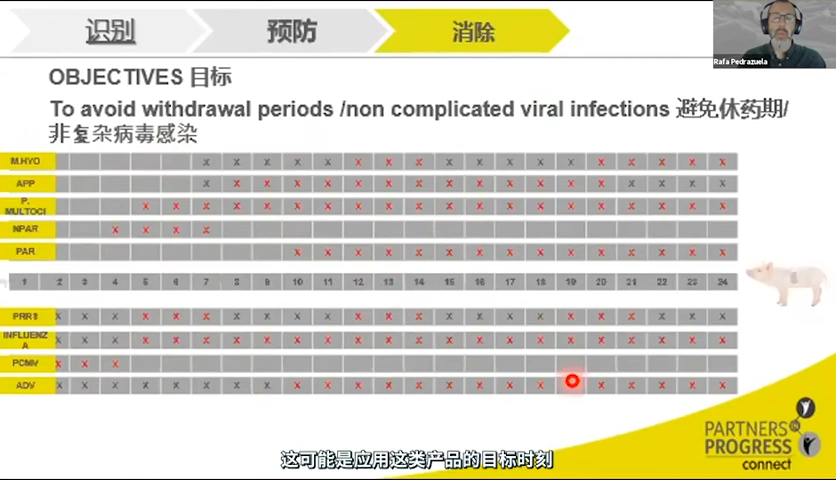 识别
预防
消除
Rafa Pedrazuela
OBJECTIVES 目标
To avoid withdrawal periods /non complicated viral infections 避免休药期/
非复杂病毒感染
M.HYO x x x x x x x x x x x x x x x x x x
APP x x x x x x x x x x x x x x x x x x
P.
MULTOCI x x x x x x x x x x x x x x x x x x x x
NPAR x x x x
PAR x x x x x x x x x x x x x x x
1 2 3 4 5 6 7 8 9 10 11 12 13 14 15 16 17 18 19 20 21 22 23 24
PRRS x x x x x x x x x x x x x x x x x x x x x x x
INFLUENZ
A x x x x x x x x x x x x x x x x x x x x x x x
PCMV x x x
ADV x x x x x x x x x x x x x x x x x x x x x x
PARTNERS
IN
PROGRESS
connect
这可能是应用这类产品的目标时刻